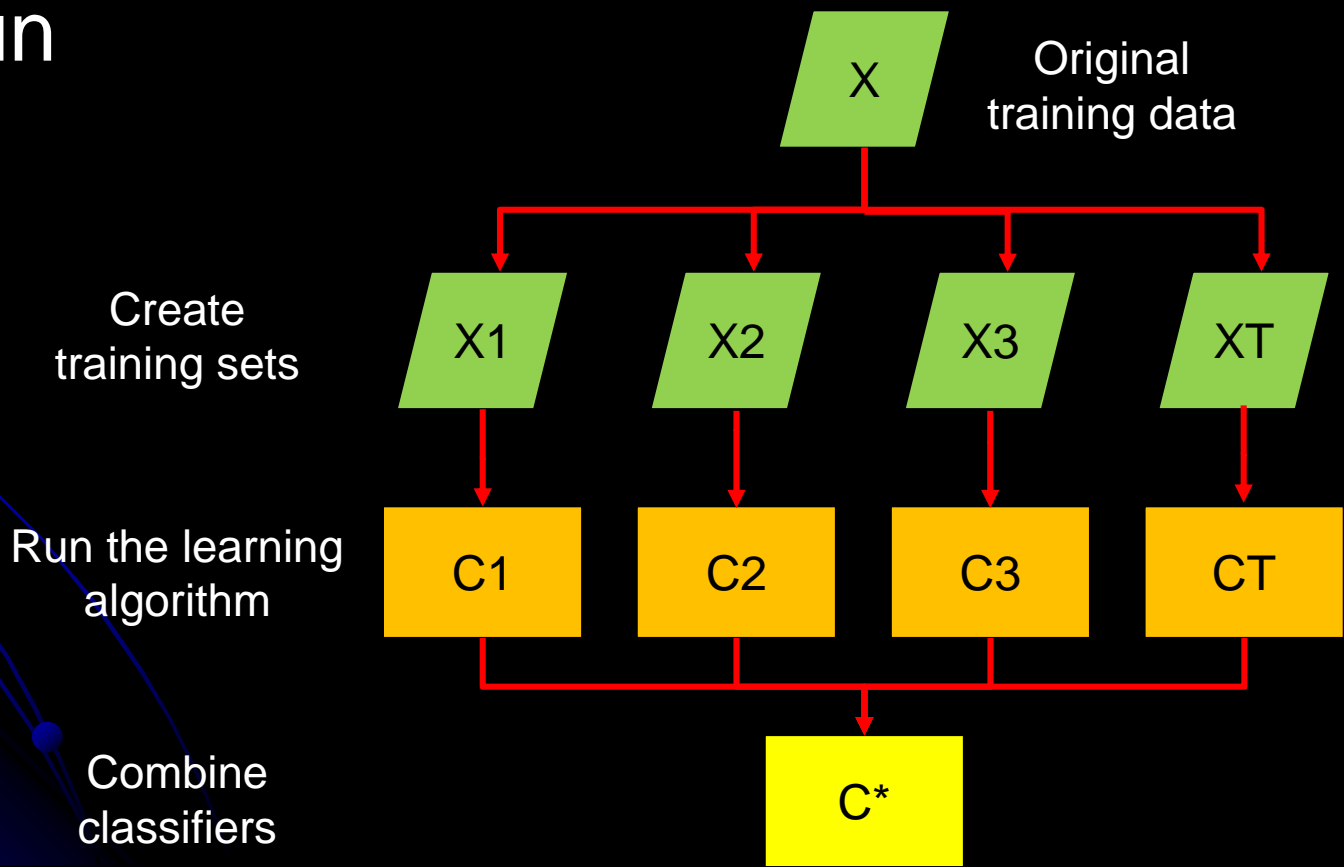 X
Original
training data
Create
training sets
X1
X2
X3
XT
Run the learning
algorithm
C1
C2
C3
CT
Combine
classifiers
C*